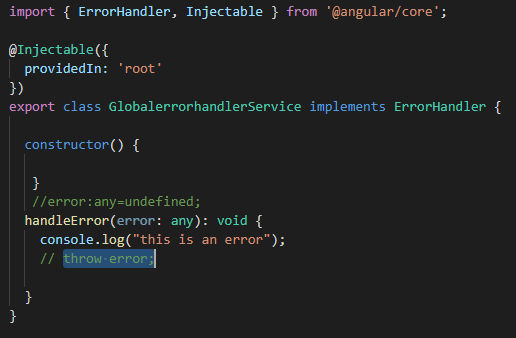 import { ErrorHandler, Injectable } from '@angular/core';
@Injectable({
providedIn: 'root'
})
export class GlobalerrorhandlerService implements ErrorHandler {
constructor() {
}
//error:any=undefined;
handleError(error: any): void {
console.log("this is an error");
// throw error;
}
}